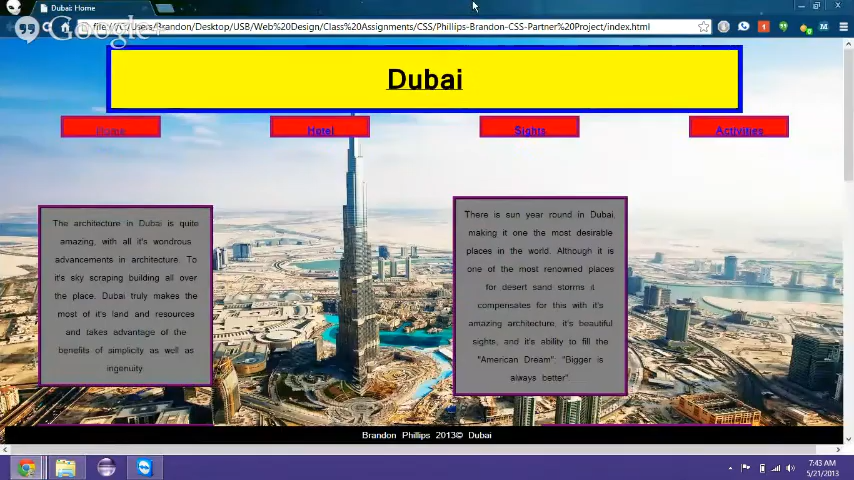 Dubai: Home
file:///C:/Users/Brandon/Desktop/USB/Web%20Design/Class%20Assignments/CSS/Phillips-Brandon-CSS-Partner%20Project/index.html
Google+
Dubai
Home
Hotel
Sights
Activities
The architecture in Dubai is quite
amazing, with all it's wondrous
advancements in architecture. To
it's sky scraping building all over
the place. Dubai truly makes the
most of it's land and resources
and takes advantage of the
benefits of aimplicity as well as
ingenuity.
There is sun year round in Dubai,
making it one the most desirable
places in the world. Although it is
one of the most renowned places
for desert sand storms it
compensates for this with it's
amazing architecture, it's beautiful
sights, and it's ability to fill the
"American Dream"; "Bigger is
always better".
Brandon Phillips 2013© Dubai
7:43 AM
5/21/2013